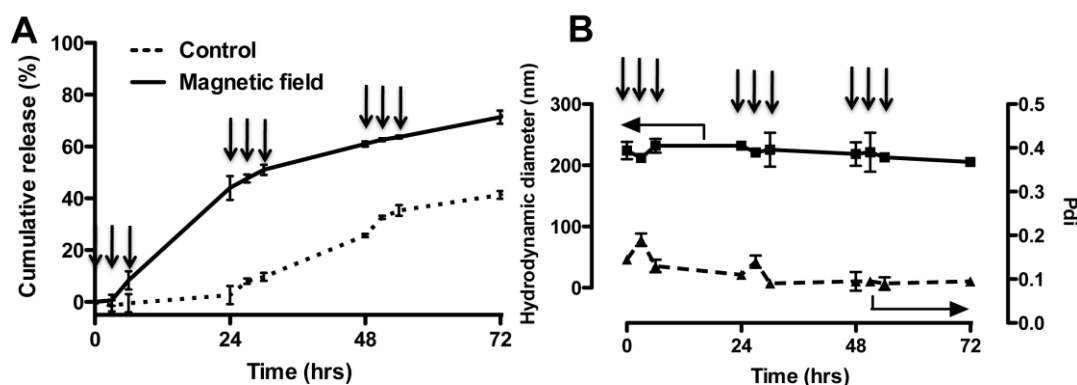 A
Control
Magnetic field
Cumulative release (%)
100
80
60
40
20
0
0 24 48 72
Time (hrs)
B
Hydrodynamic diameter (nm)
300
200
100
0
0.5
0.4
0.3
0.2
0.1
0.0
Pdi
0 24 48 72
Time (hrs)